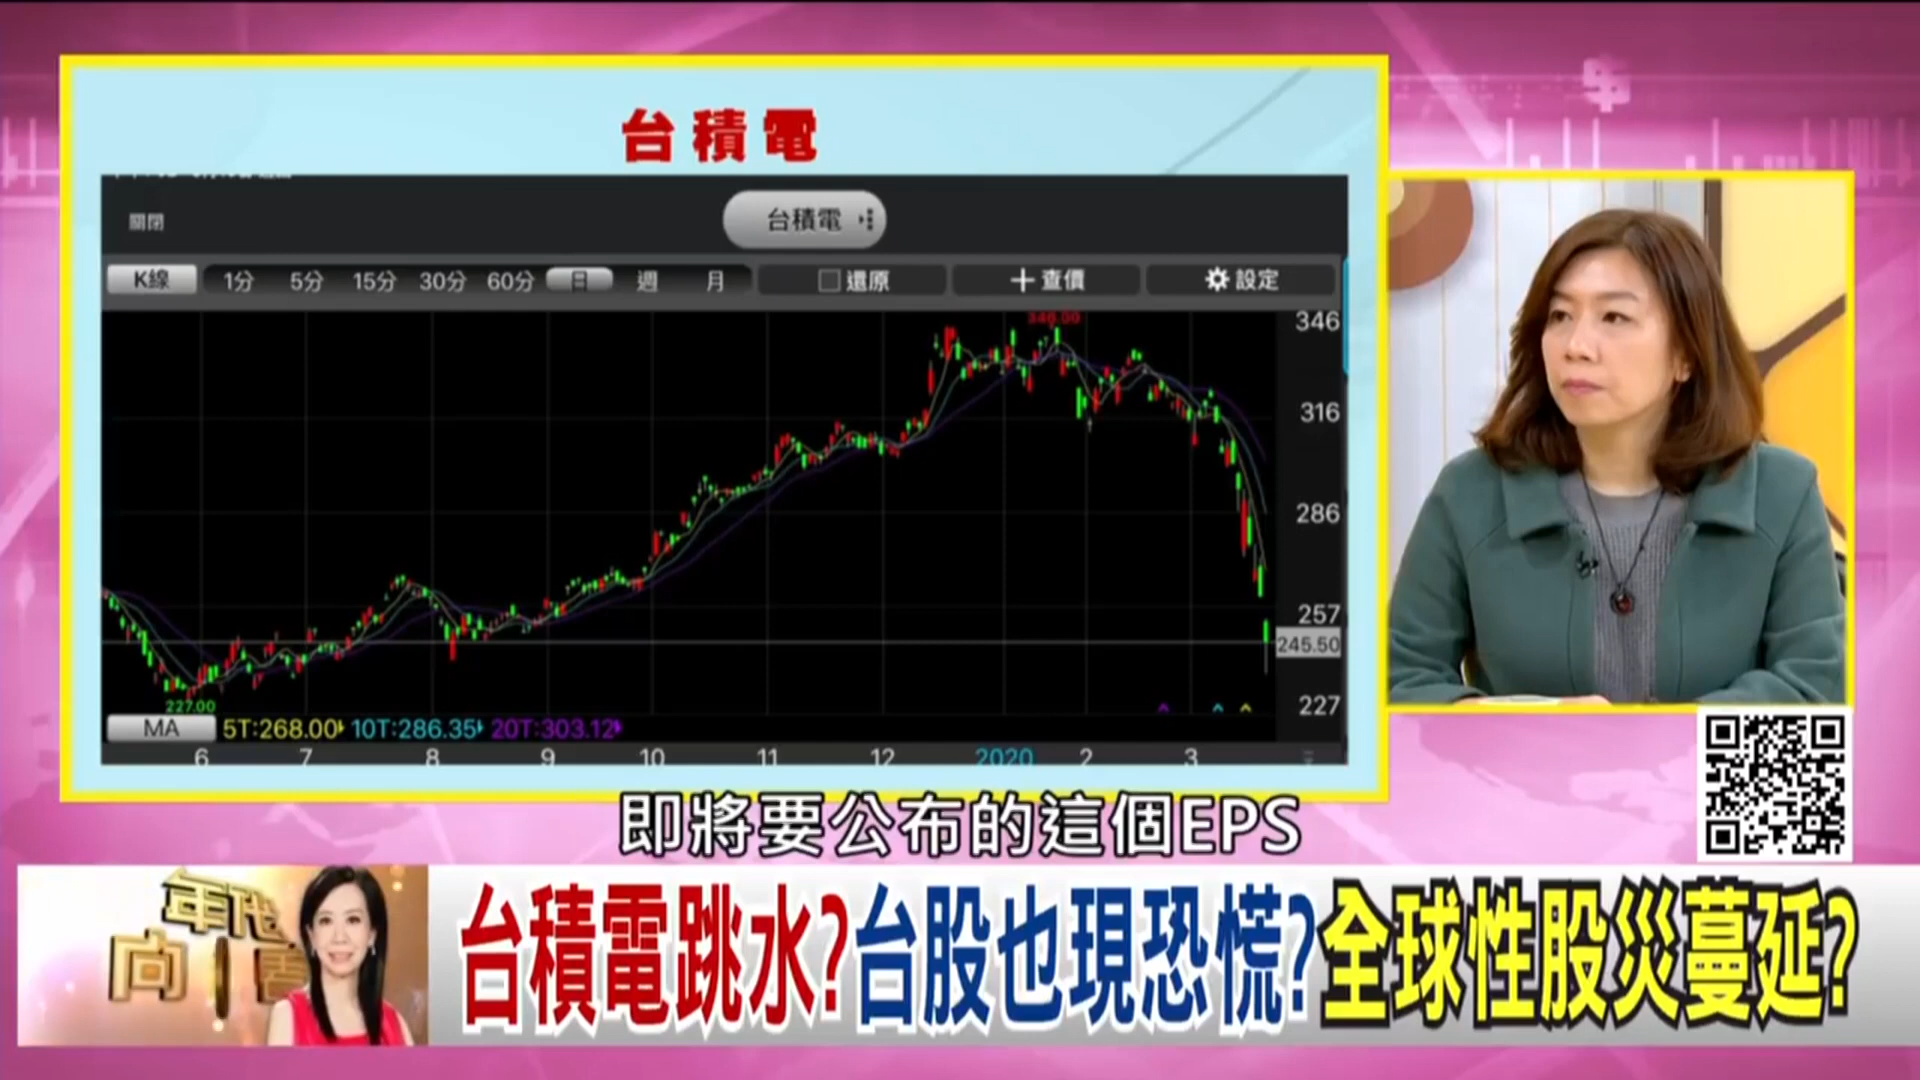 台積電
關閉
台積電
K線 1分 5分 15分 30分 60分 日 週 月 還原 查價 設定
346.00
346
316
286
257
245.50
227
227.00
MA 5T:268.00 10T:286.35 20T:303.12
6 7 8 9 10 11 12 2020 2 3
即將要公布的這個EPS
年代
向
台積電跳水?台股也現恐慌?全球性股災蔓延?